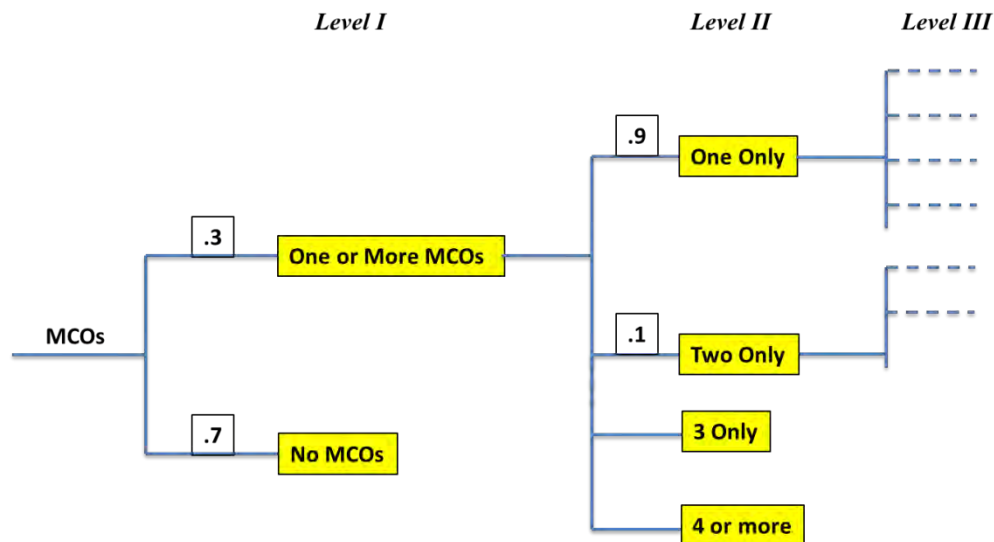 Level I
Level II
Level III
.9
One Only
.3
One or More MCOs
MCOs
.1
Two Only
.7
No MCOs
3 Only
4 or more